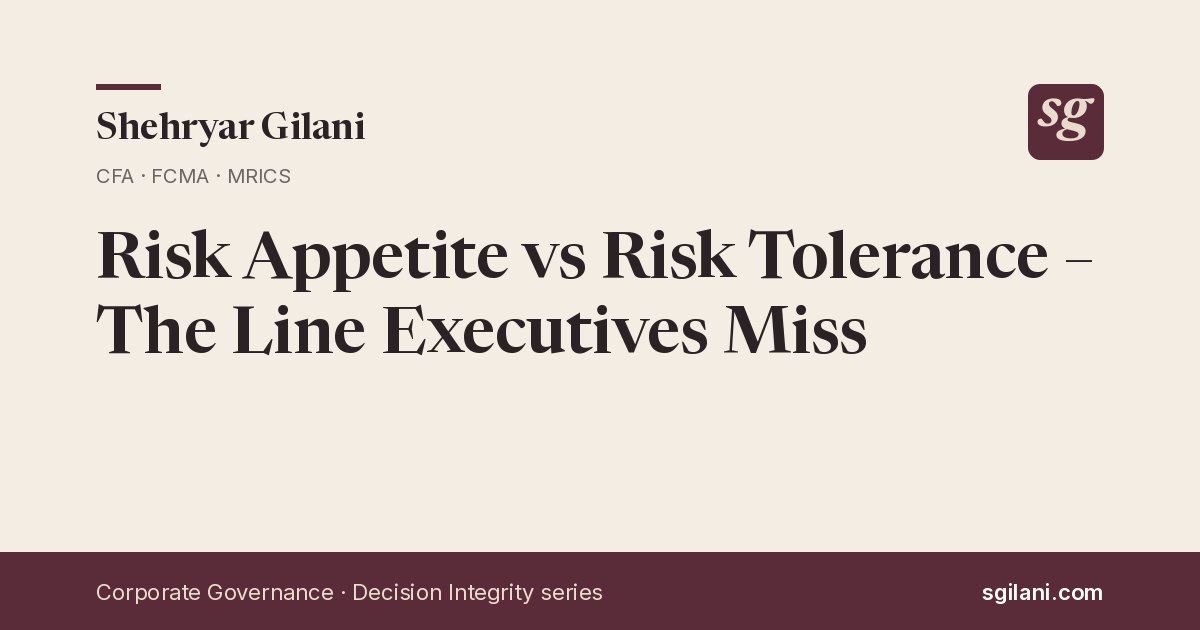 Shehryar Gilani
sg
CFA · FCMA · MRICS
Risk Appetite vs Risk Tolerance –
The Line Executives Miss
Corporate Governance · Decision Integrity series
sgilani.com